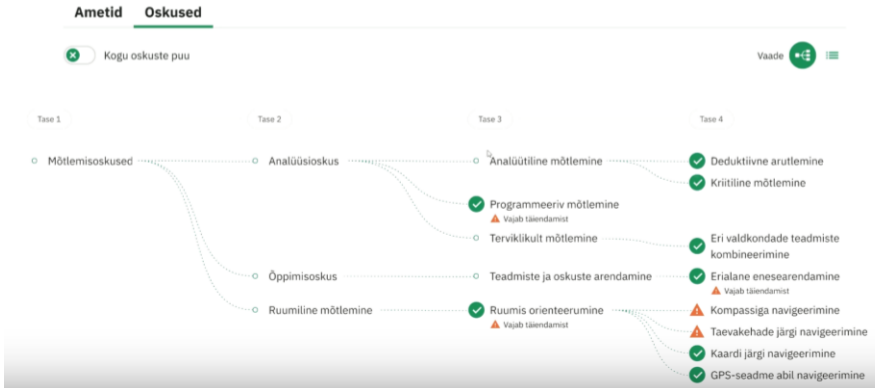 Ametid Oskused
Kogu oskuste puu
Vaade
Tase 1 Tase 2 Tase 3 Tase 4
Mõtlemisoskused Analüüsioskus Analüütiline mõtlemine Deduktiivne arutlemine
Kriitiline mõtlemine
Programmeeriv mõtlemine
Vajab täiendamist
Terviklikult mõtlemine Eri valdkondade teadmiste
kombineerimine
Õppimisoskus Teadmiste ja oskuste arendamine Erialane enesearendamine
Vajab täiendamist
Ruumiline mõtlemine Ruumis orienteerumine Kompassiga navigeerimine
Vajab täiendamist
Taevakehade järgi navigeerimine
Kaardi järgi navigeerimine
GPS-seadme abil navigeerimine